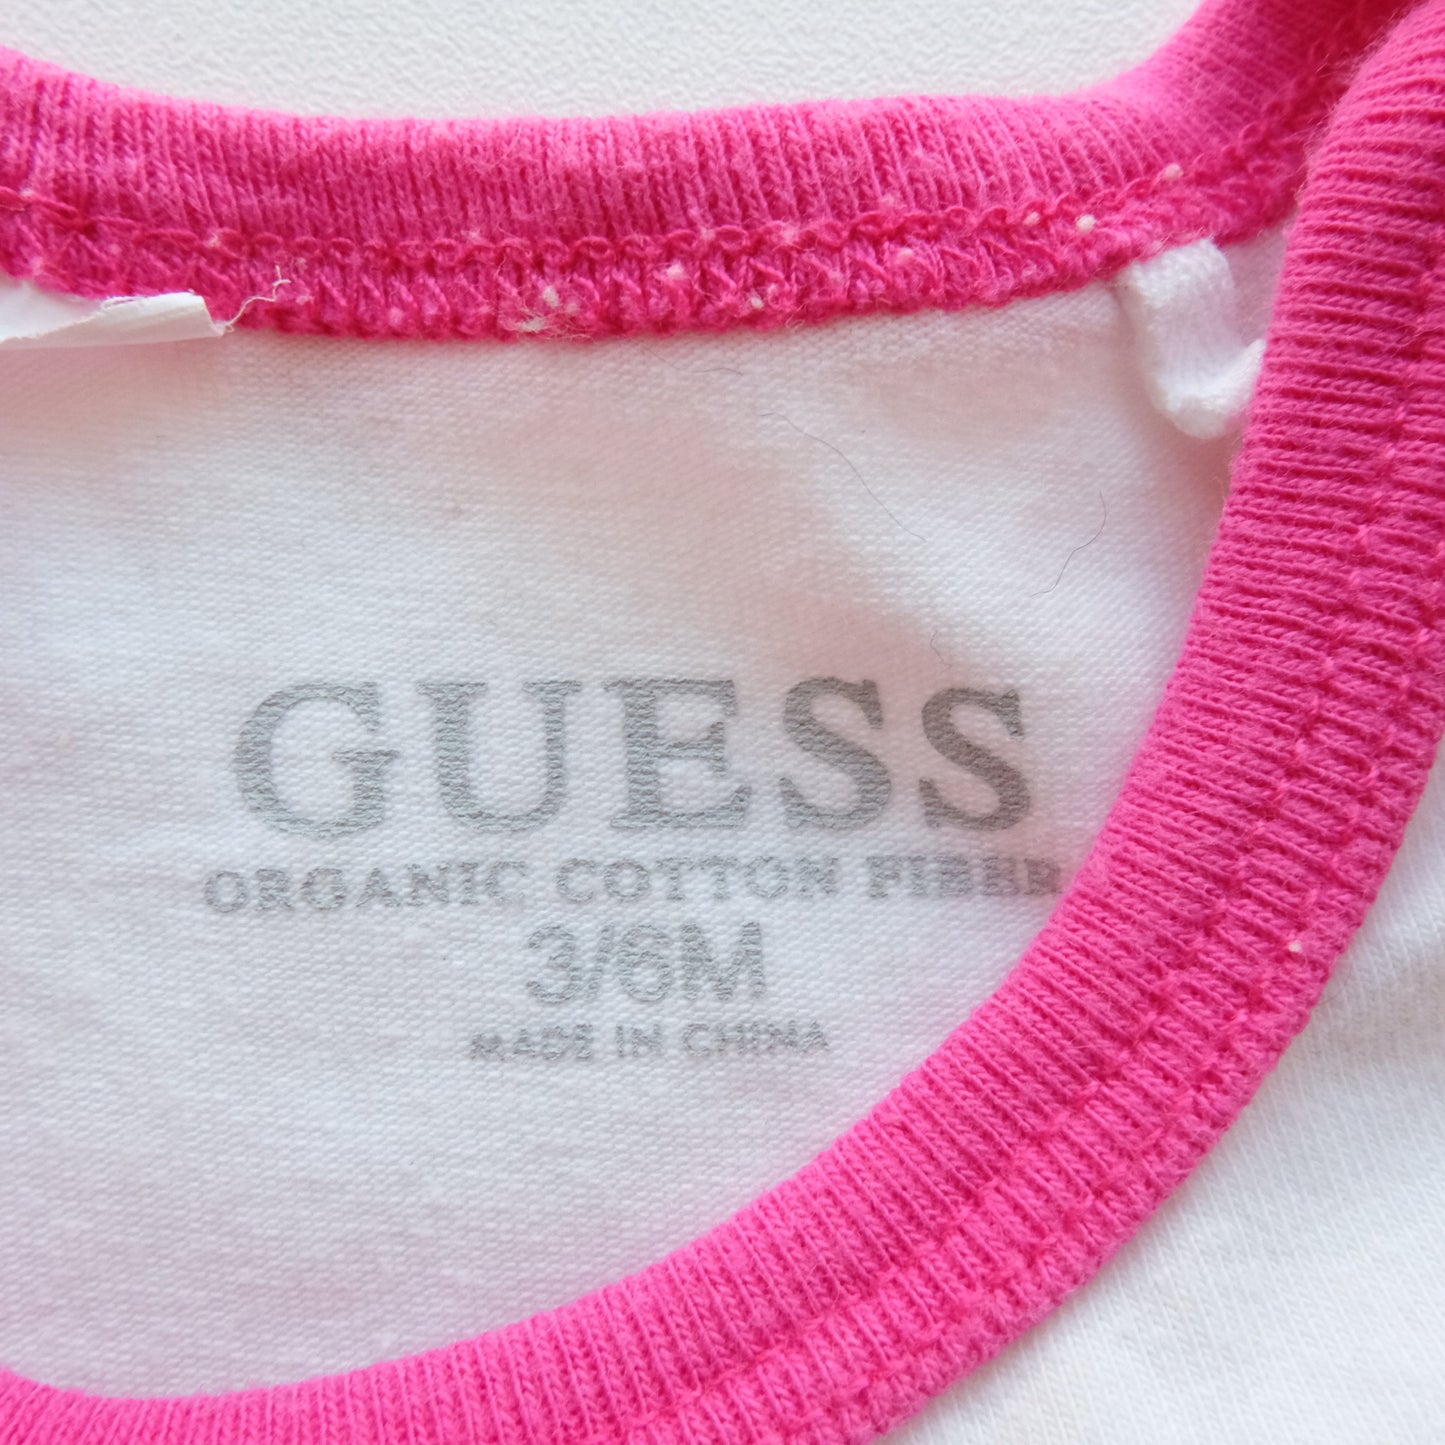 GUESS
ORGANIC COTTON FIBER
3/6M
MADE IN CHINA